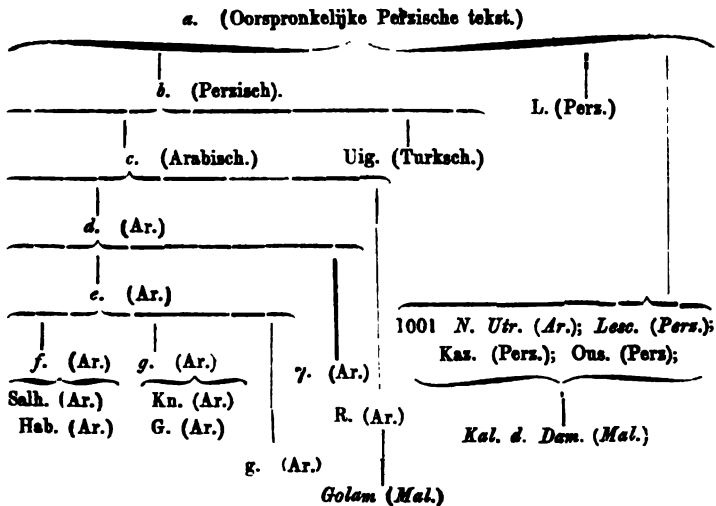 a. (Oorspronkelijke Perzische tekst.)
b. (Perzisch).
L. (Perz.)
c. (Arabisch.) Uig. (Turksch.)
d. (Ar.)
e. (Ar.)
1001 N. Utr. (Ar.); Lesc. (Perz.);
Kaz. (Perz.); Ous. (Perz);
f. (Ar.) g. (Ar.)
γ. (Ar.)
Salh. (Ar.) Kn. (Ar.)
Hab. (Ar.) G. (Ar.)
R. (Ar.)
Kal. d. Dam. (Mal.)
g. (Ar.)
Golam (Mal.)